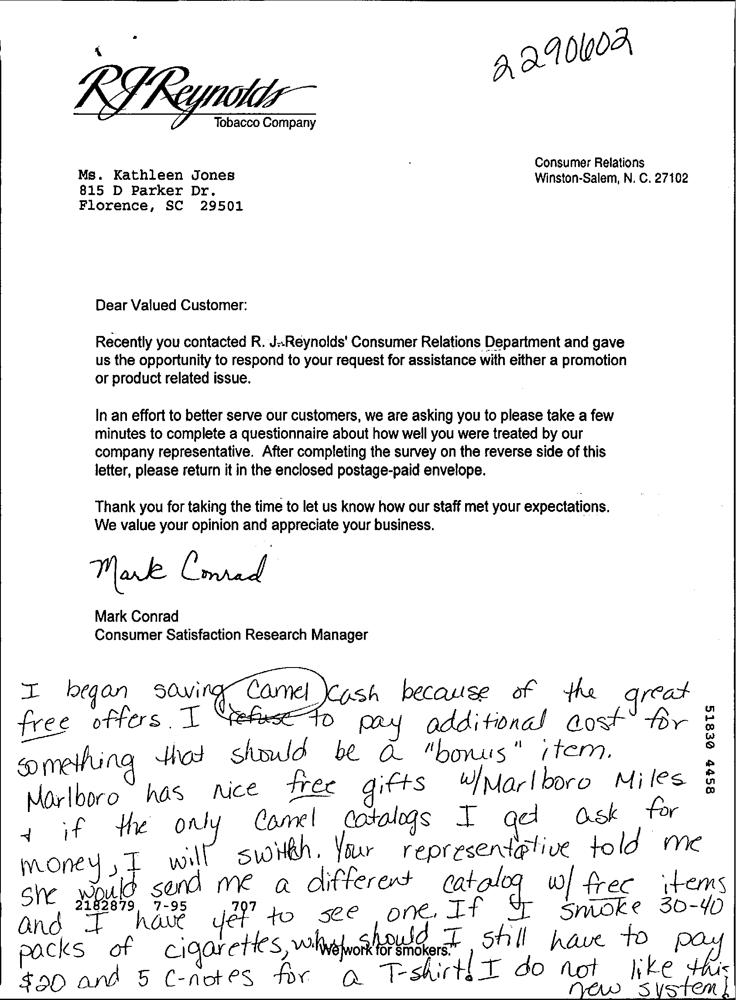 2290602
RJReynolds
Tobacco Company
Consumer Relations
Winston-Salem, N. C. 27102
Ms. Kathleen Jones
815 D Parker Dr.
Florence, SC 29501
Dear Valued Customer:
Recently you contacted R. J. Reynolds' Consumer Relations Department and gave
us the opportunity to respond to your request for assistance with either a promotion
or product related issue.
In an effort to better serve our customers, we are asking you to please take a few
minutes to complete a questionnaire about how well you were treated by our
company representative. After completing the survey on the reverse side of this
letter, please return it in the enclosed postage-paid envelope.
Thank you for taking the time to let us know how our staff met your expectations.
We value your opinion and appreciate your business.
Mark Conrad
Mark Conrad
Consumer Satisfaction Research Manager
I began saving Camel Cash because of the great
free offers. I refuse to pay additional cost for
something that should be a "bonus" item.
Marlboro has nice free gifts w/Marlboro Miles
+ if the only Camel catalogs I get ask for
money, I will switch. Your representative told me
she would send me a different catalog w/ free items
2182879 7-95 707
and I have yet to see one. If I smoke 30-40
packs of cigarettes, why should I still have to pay
We work for smokers.
$20 and 5 C-notes for a T-shirt! I do not like this
new system!
51830 4458